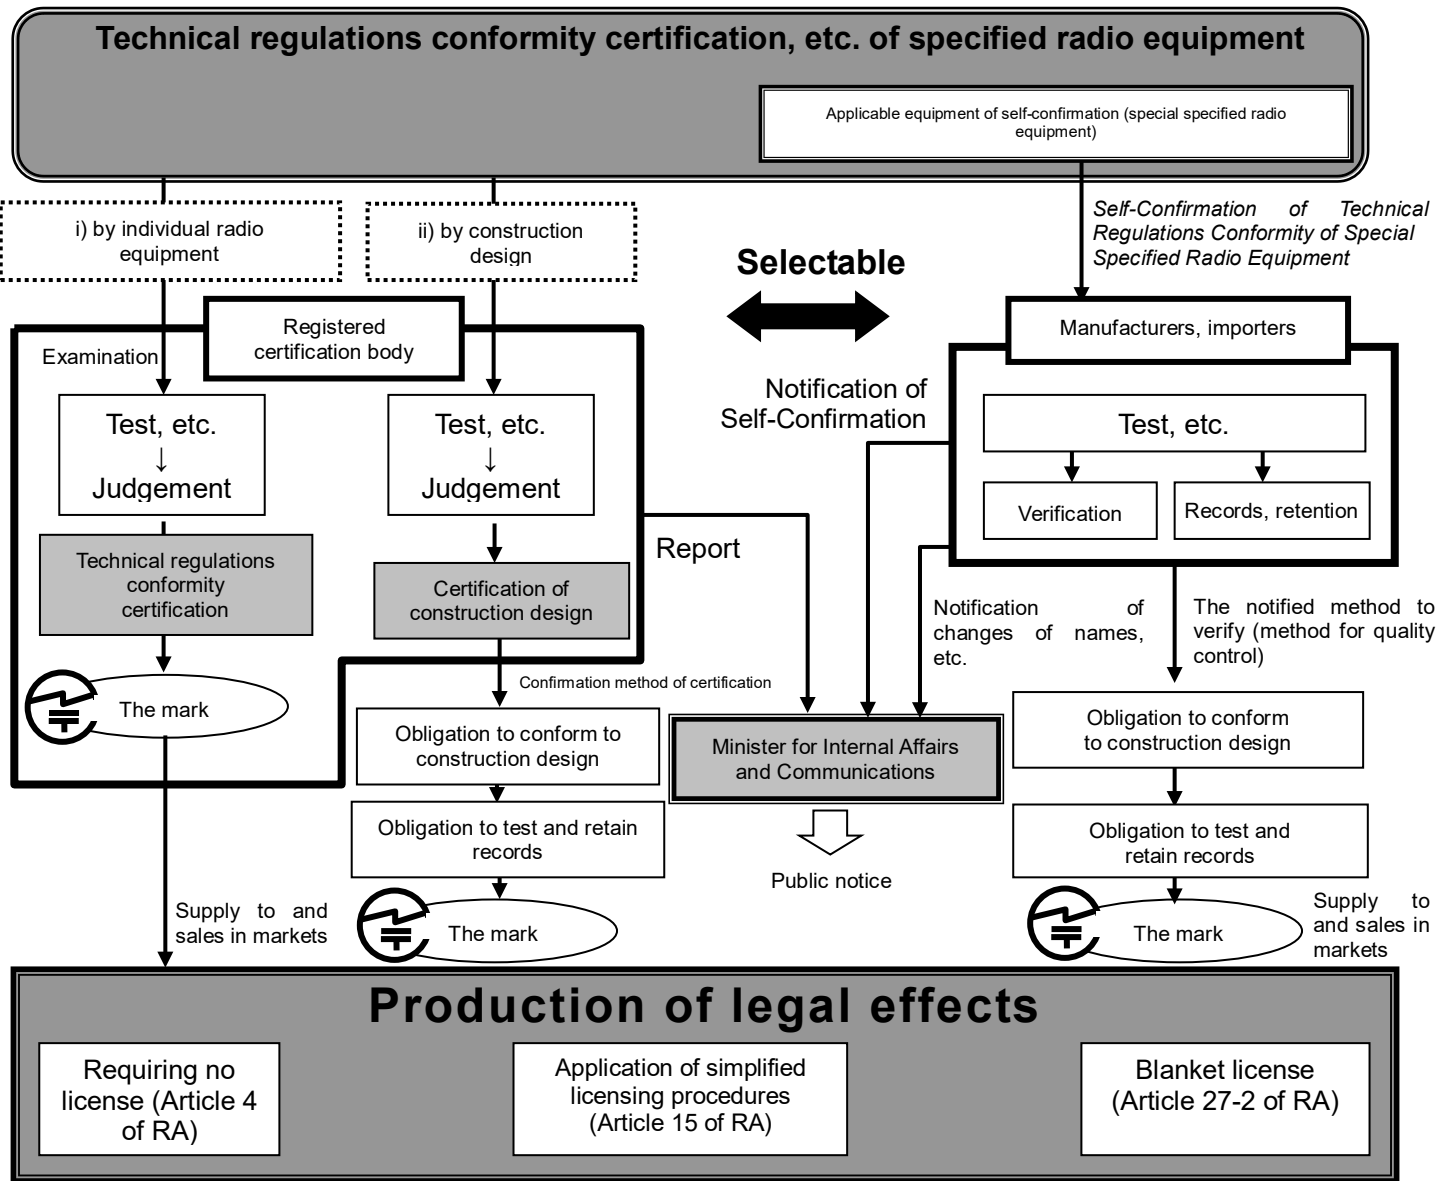 Technical regulations conformity certification, etc. of specified radio equipment
Applicable equipment of self-confirmation (special specified radio
equipment)
i) by individual radio
equipment
ii) by construction
design
Selectable
Self-Confirmation of Technical
Regulations Conformity of Special
Specified Radio Equipment
Registered
certification body
Manufacturers, importers
Examination
Test, etc.
↓
Judgement
Test, etc.
↓
Judgement
Notification of
Self-Confirmation
Test, etc.
Verification
Records, retention
Technical regulations
conformity
certification
Certification of
construction design
Report
Notification of
changes of names,
etc.
The notified method to
verify (method for quality
control)
The mark
Confirmation method of certification
Obligation to conform to
construction design
Minister for Internal Affairs
and Communications
Obligation to conform
to construction design
Obligation to test and retain
records
Public notice
Obligation to test and
retain records
Supply to and
sales in markets
The mark
The mark
Supply to
and sales in
markets
Production of legal effects
Requiring no
license (Article 4
of RA)
Application of simplified
licensing procedures
(Article 15 of RA)
Blanket license
(Article 27-2 of RA)